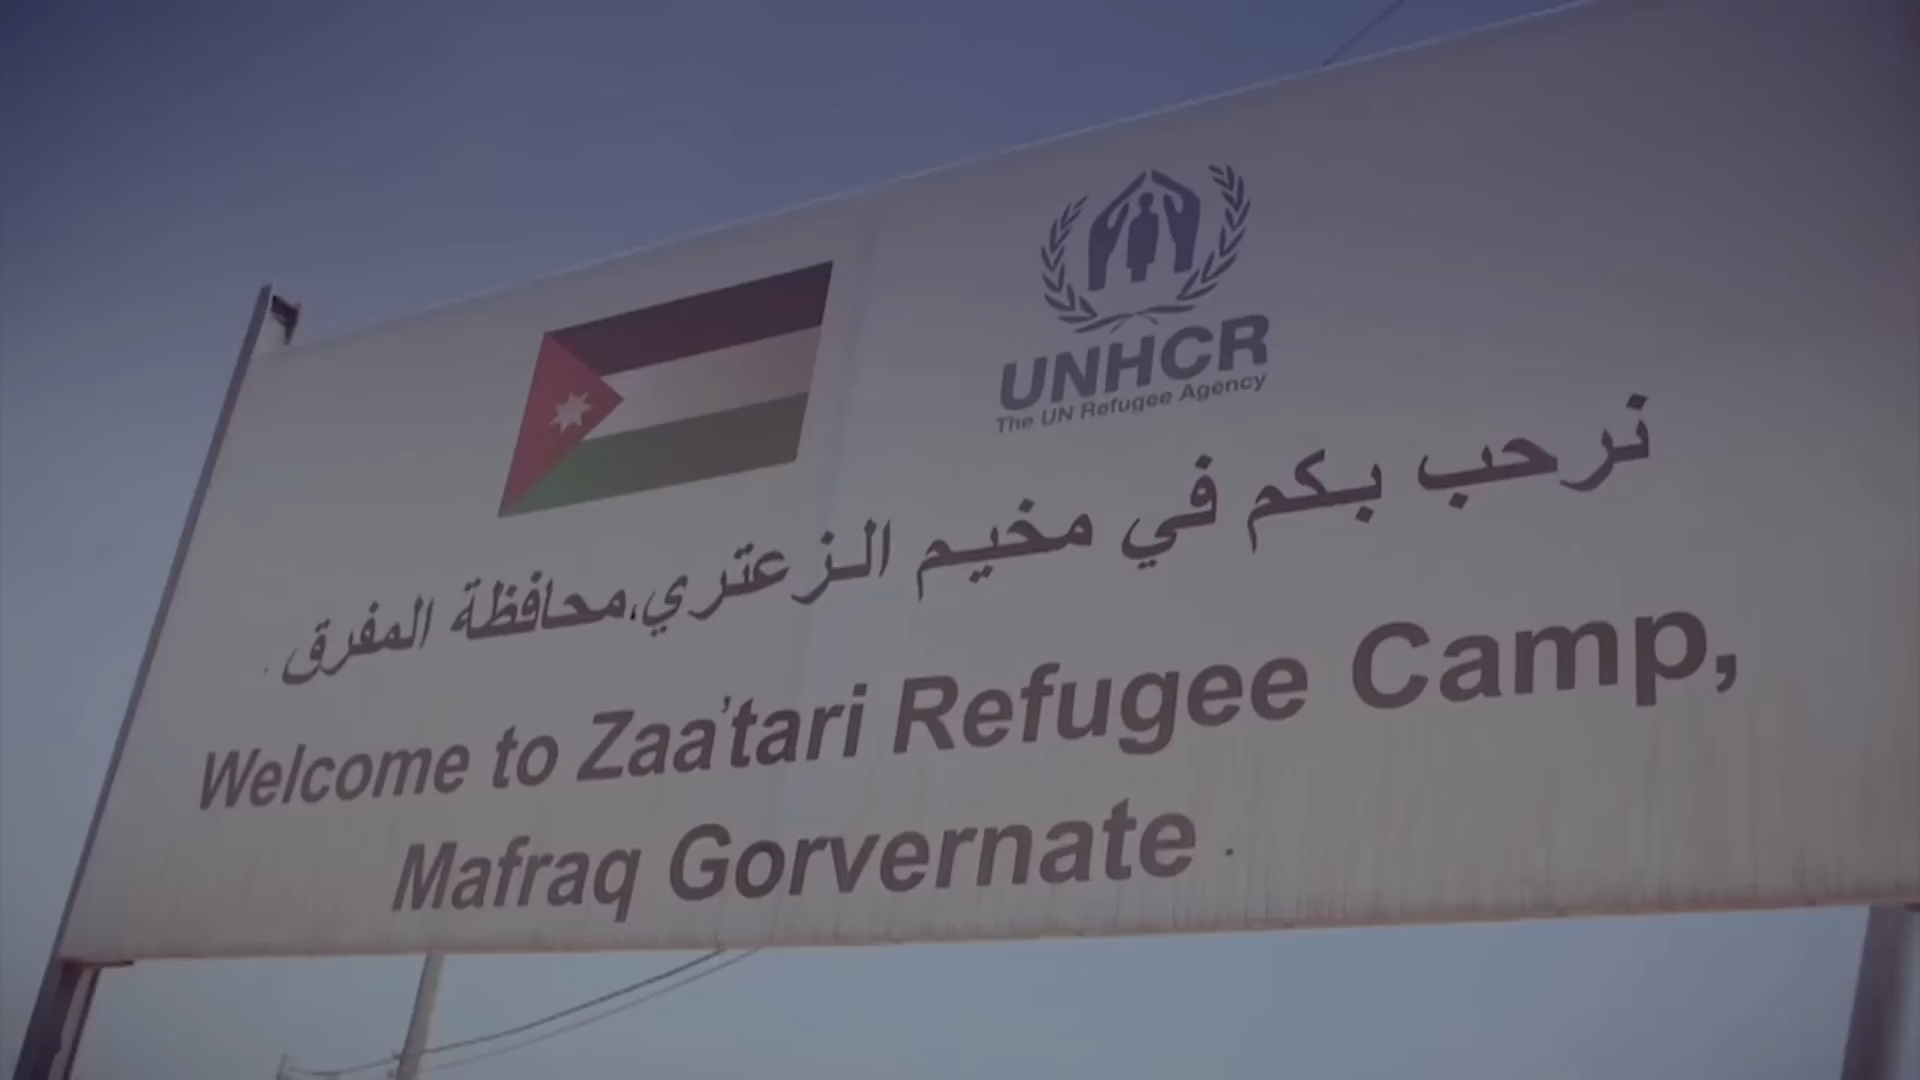 UNHCR
The UN Refugee Agency
نرحب بكم في مخيم الزعتري،محافظة المفرق .
Welcome to Zaa'tari Refugee Camp,
Mafraq Gorvernate .